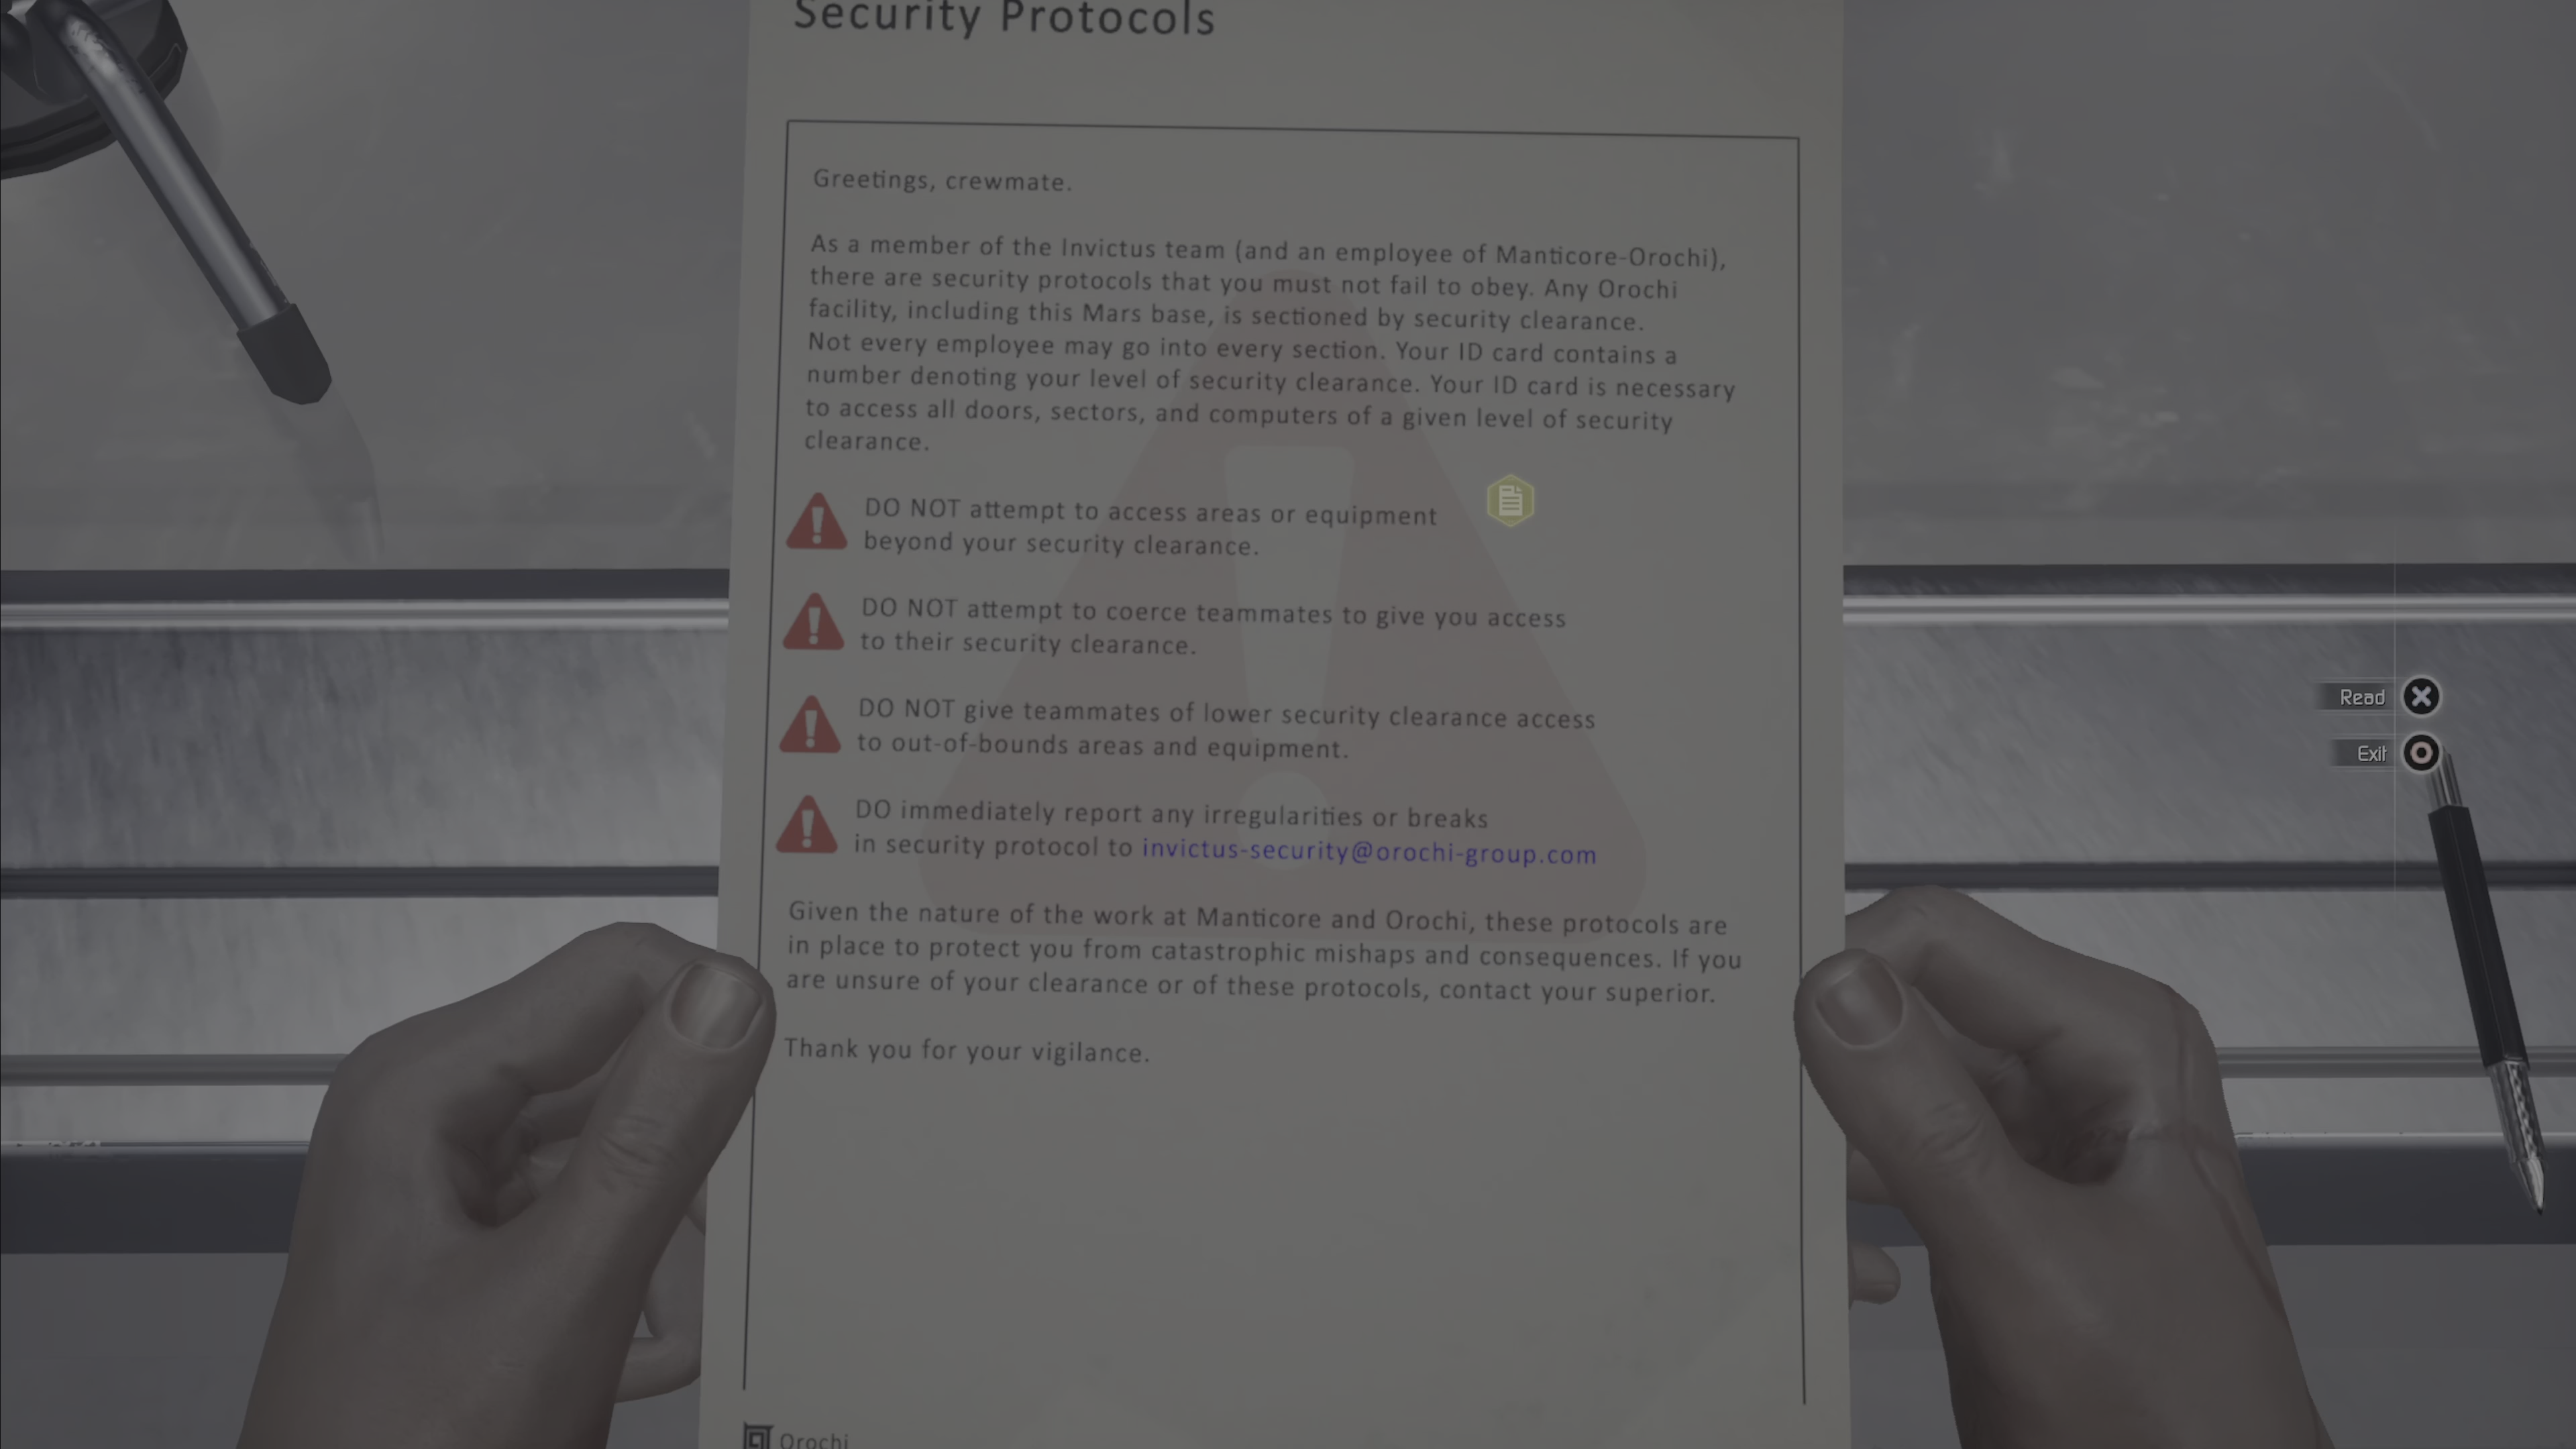 Security Protocols
Greetings, crewmate.
As a member of the Invictus team (and an employee of Manticore-Orochi),
there are security protocols that you must not fail to obey. Any Orochi
facility, including this Mars base, is sectioned by security clearance.
Not every employee may go into every section. Your ID card contains a
number denoting your level of security clearance. Your ID card is necessary
to access all doors, sectors, and computers of a given level of security
clearance.
DO NOT attempt to access areas or equipment
beyond your security clearance.
DO NOT attempt to coerce teammates to give you access
to their security clearance.
DO NOT give teammates of lower security clearance access
to out-of-bounds areas and equipment.
DO immediately report any irregularities or breaks
in security protocol to invictus-security@orochi-group.com
Given the nature of the work at Manticore and Orochi, these protocols are
in place to protect you from catastrophic mishaps and consequences. If you
are unsure of your clearance or of these protocols, contact your superior.
Thank you for your vigilance.
Orochi
Read
Exit